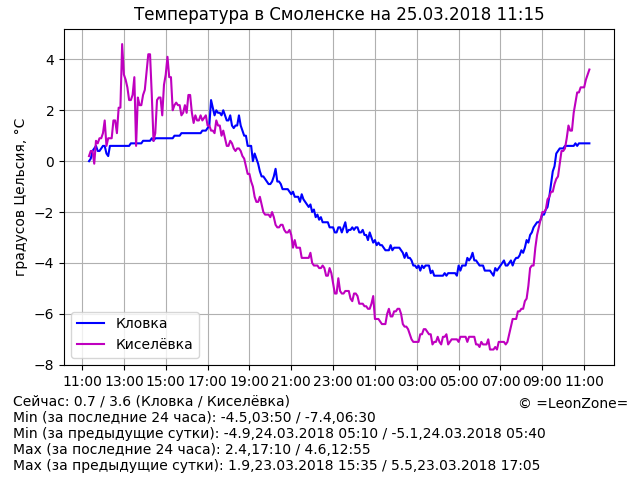 Температура в Смоленске на 25.03.2018 11:15
градусов Цельсия, °C
4
2
0
−2
−4
−6
−8
Кловка
Киселёвка
11:00 13:00 15:00 17:00 19:00 21:00 23:00 01:00 03:00 05:00 07:00 09:00 11:00
Сейчас: 0.7 / 3.6 (Кловка / Киселёвка)
© =LeonZone=
Min (за последние 24 часа): -4.5,03:50 / -7.4,06:30
Min (за предыдущие сутки): -4.9,24.03.2018 05:10 / -5.1,24.03.2018 05:40
Max (за последние 24 часа): 2.4,17:10 / 4.6,12:55
Max (за предыдущие сутки): 1.9,23.03.2018 15:35 / 5.5,23.03.2018 17:05